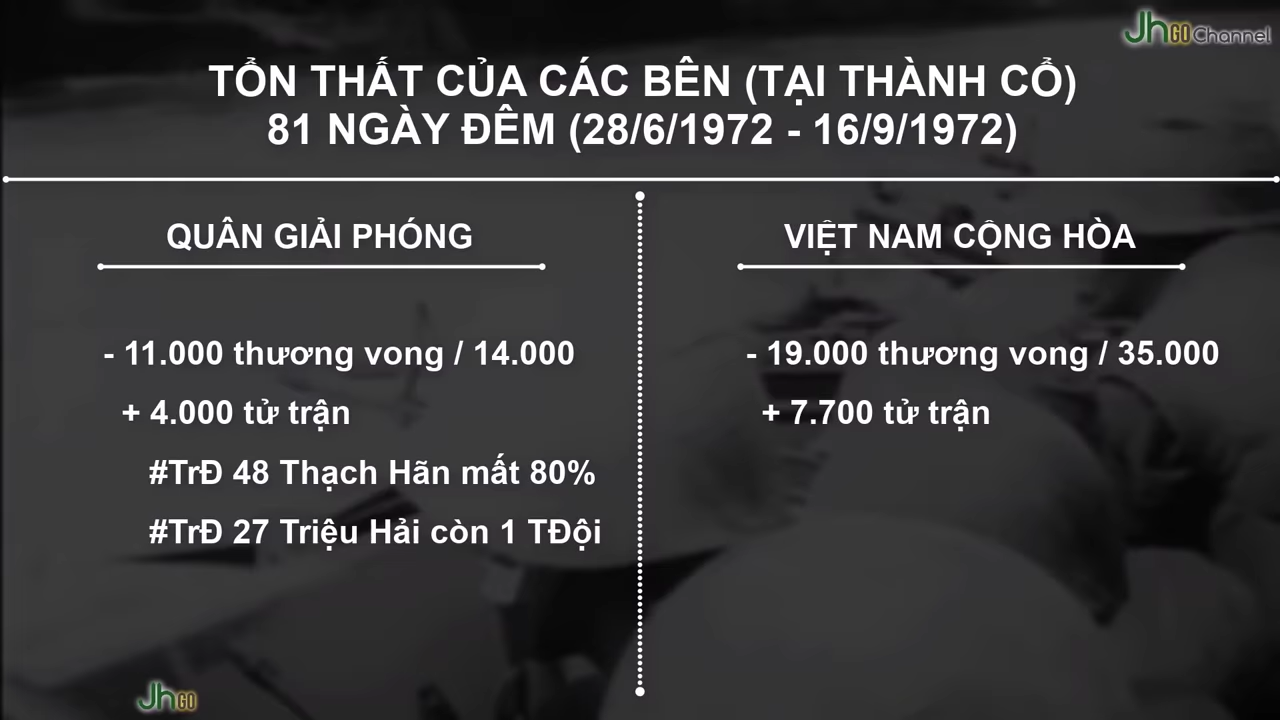 JhGO Channel
TỔN THẤT CỦA CÁC BÊN (TẠI THÀNH CỔ)
81 NGÀY ĐÊM (28/6/1972 - 16/9/1972)
QUÂN GIẢI PHÓNG
- 11.000 thương vong / 14.000
+ 4.000 tử trận
#TrĐ 48 Thạch Hãn mất 80%
#TrĐ 27 Triệu Hải còn 1 TĐội
VIỆT NAM CỘNG HÒA
- 19.000 thương vong / 35.000
+ 7.700 tử trận
JhGO